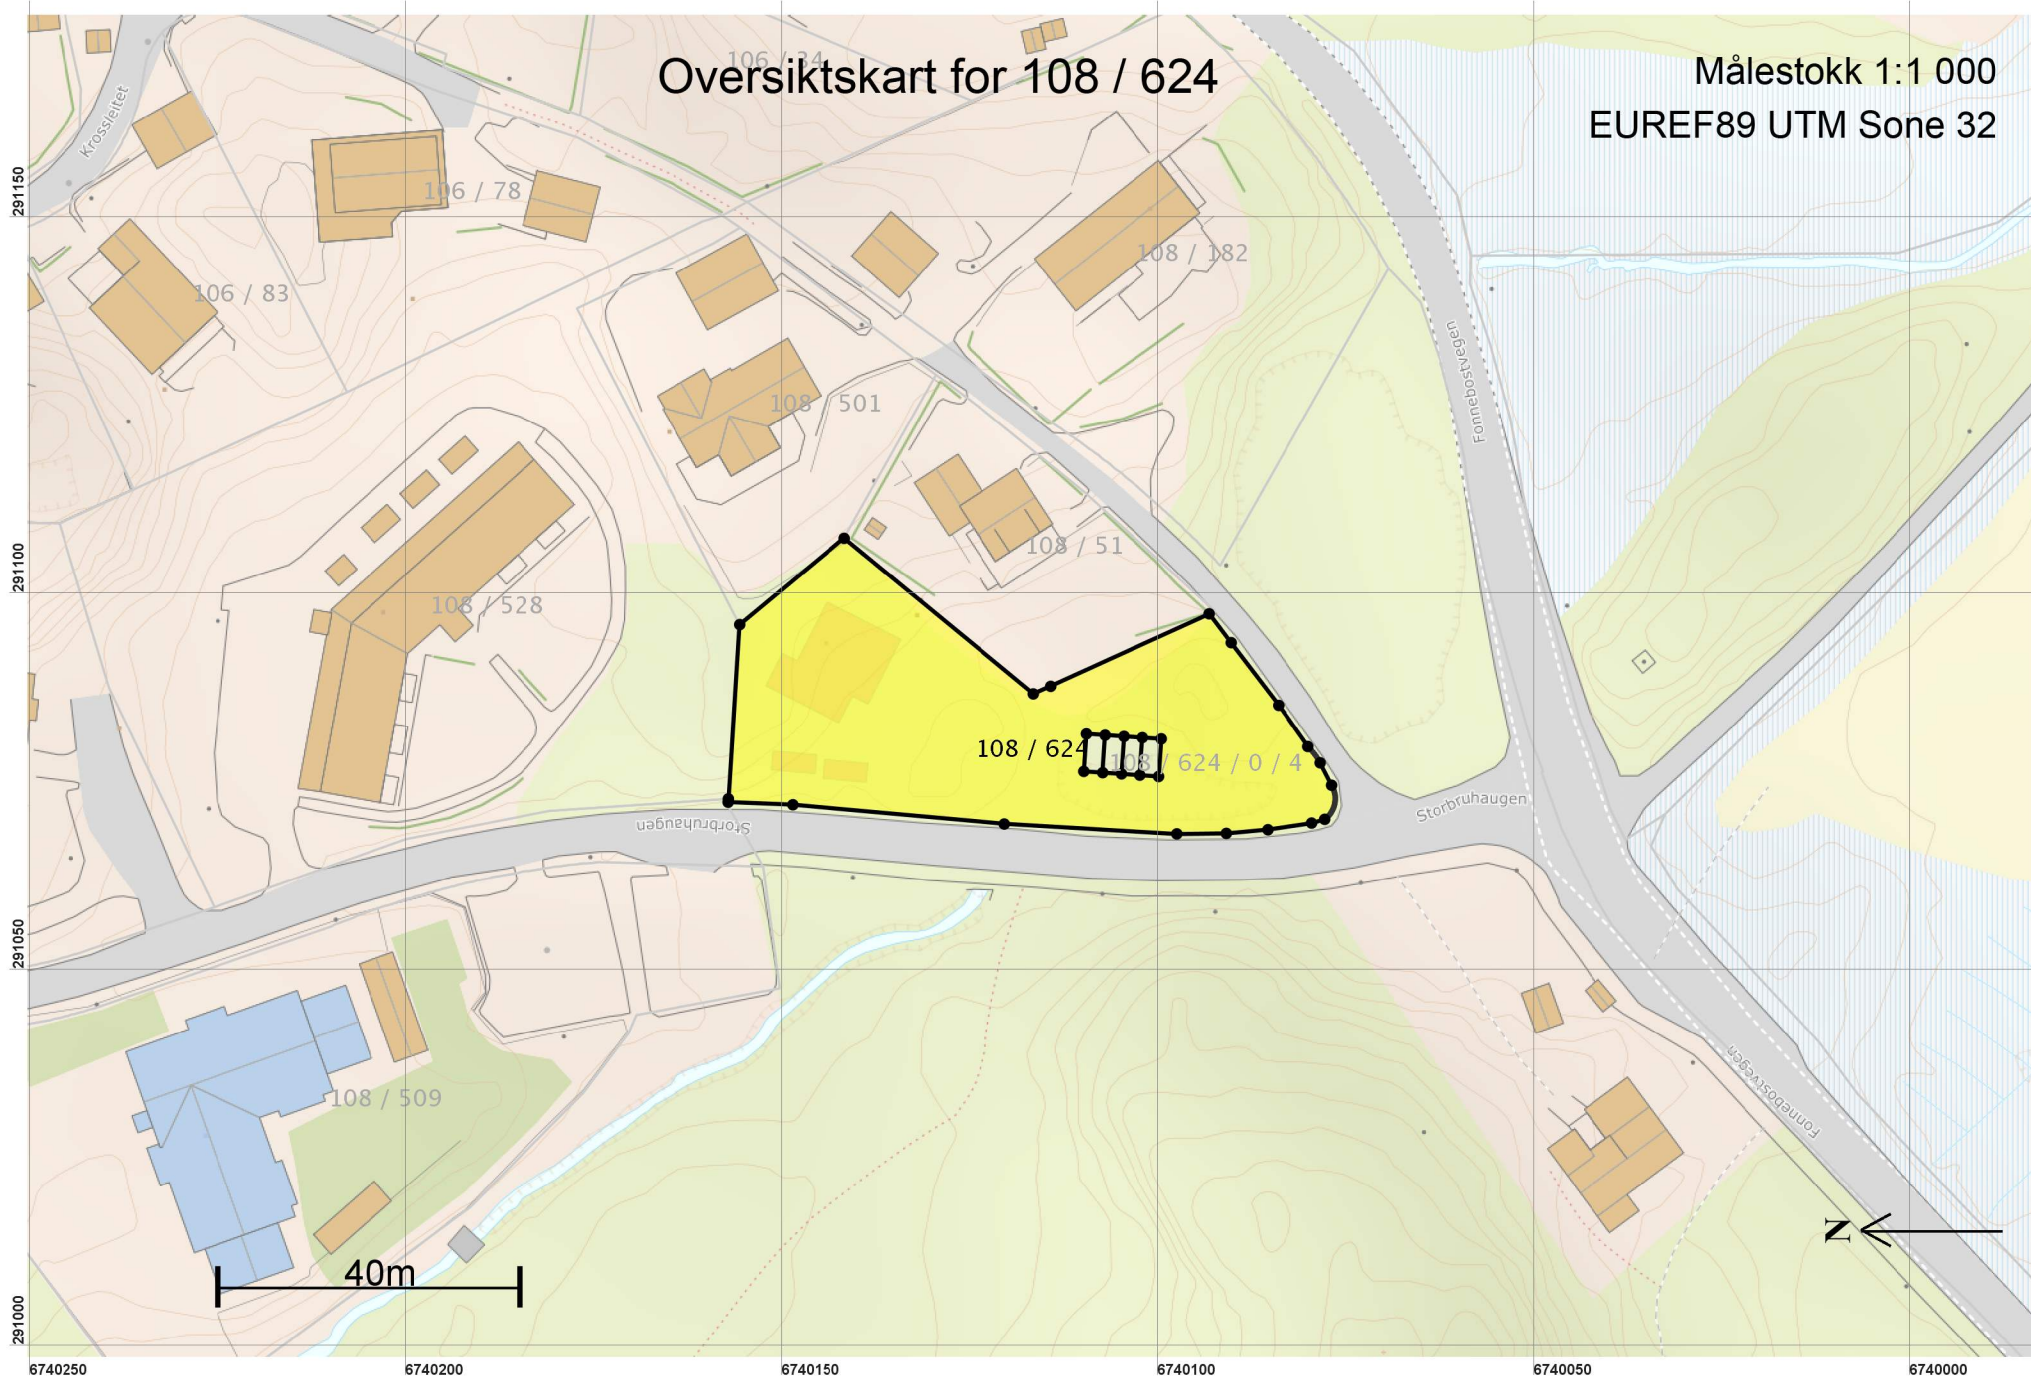 106 / 34
Oversiktskart for 108 / 624
Målestokk 1:1 000
EUREF89 UTM Sone 32
Krossleitet
291150
106 / 78
108 / 182
106 / 83
Fonnebostvegen
108 / 501
108 / 51
291100
108 / 528
108 / 624
108 / 624 / 0 / 4
Storbruhaugen
Storbruhaugen
291050
Fonnebostvegen
108 / 509
N
40m
291000
6740250
6740200
6740150
6740100
6740050
6740000